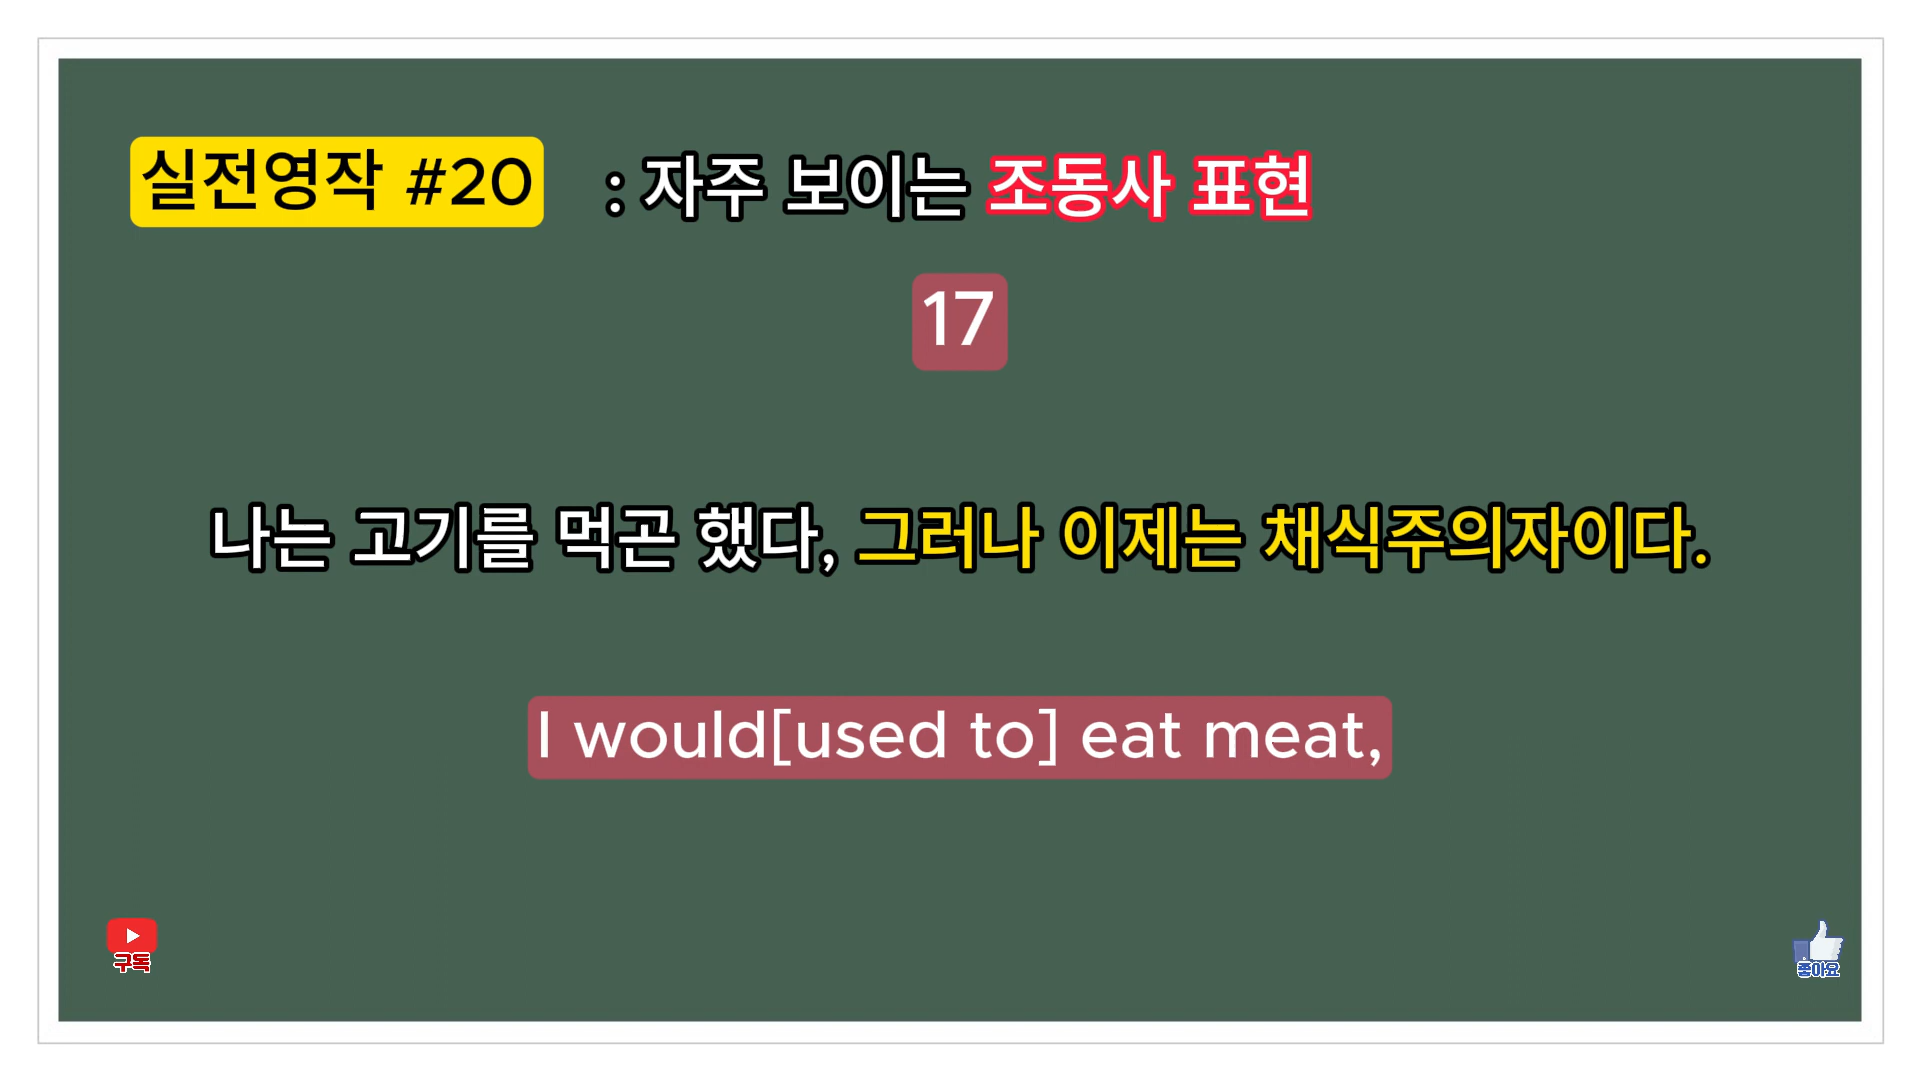 실전영작 #20 : 자주 보이는 조동사 표현
17
나는 고기를 먹곤 했다, 그러나 이제는 채식주의자이다.
I would[used to] eat meat,
구독
좋아요